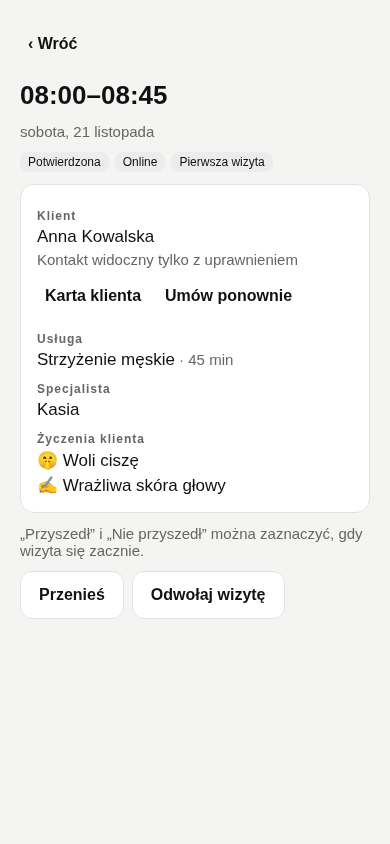 ‹ Wróć
08:00–08:45
sobota, 21 listopada
Potwierdzona Online Pierwsza wizyta
Klient
Anna Kowalska
Kontakt widoczny tylko z uprawnieniem
Karta klienta Umów ponownie
Usługa
Strzyżenie męskie · 45 min
Specjalista
Kasia
Życzenia klienta
🤫 Woli ciszę
✍️ Wrażliwa skóra głowy
„Przyszedł” i „Nie przyszedł” można zaznaczyć, gdy
wizyta się zacznie.
Przenieś Odwołaj wizytę